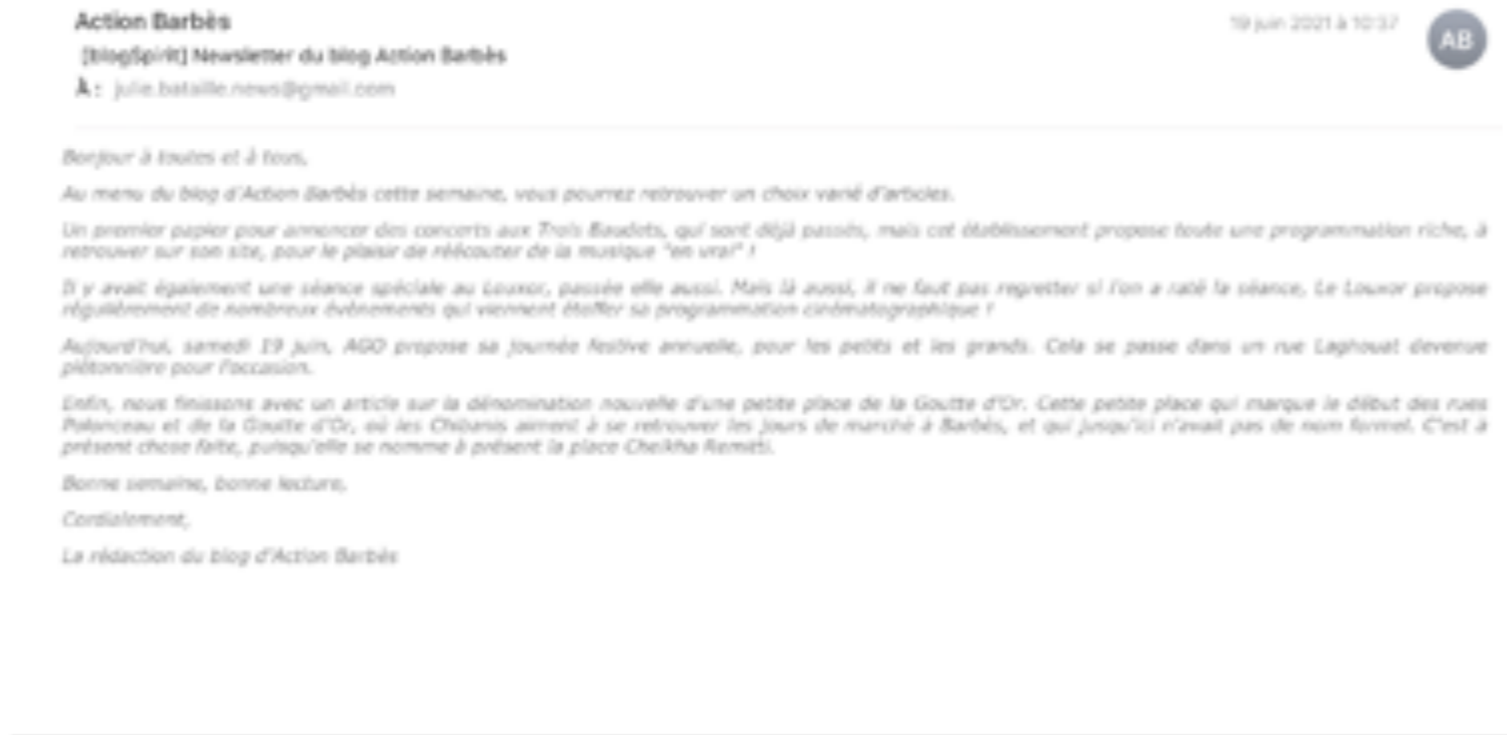 Action Barbès
19 juin 2021 à 10:37
AB
[blogSpirit] Newsletter du blog Action Barbès
À : julie.bataille.news@gmail.com
Bonjour à toutes et à tous,
Au menu du blog d'Action Barbès cette semaine, vous pourrez retrouver un choix varié d'articles.
Un premier papier pour annoncer des concerts aux Trois Baudets, qui sont déjà passés, mais cet établissement propose toute une programmation riche, à
retrouver sur son site, pour le plaisir de réécouter de la musique "en vrai" !
Il y avait également une séance spéciale au Louxor, passée elle aussi. Mais là aussi, il ne faut pas regretter si l'on a raté la séance, Le Louxor propose
régulièrement de nombreux évènements qui viennent étoffer sa programmation cinématographique !
Aujourd'hui, samedi 19 juin, AGO propose sa journée festive annuelle, pour les petits et les grands. Cela se passe dans un rue Laghouat devenue
piétonnière pour l'occasion.
Enfin, nous finissons avec un article sur la dénomination nouvelle d'une petite place de la Goutte d'Or. Cette petite place qui marque le début des rues
Polonceau et de la Goutte d'Or, où les Chibanis aiment à se retrouver les jours de marché à Barbès, et qui jusqu'ici n'avait pas de nom formel. C'est à
présent chose faite, puisqu'elle se nomme à présent la place Cheikha Remitti.
Bonne semaine, bonne lecture,
Cordialement,
La rédaction du blog d'Action Barbès